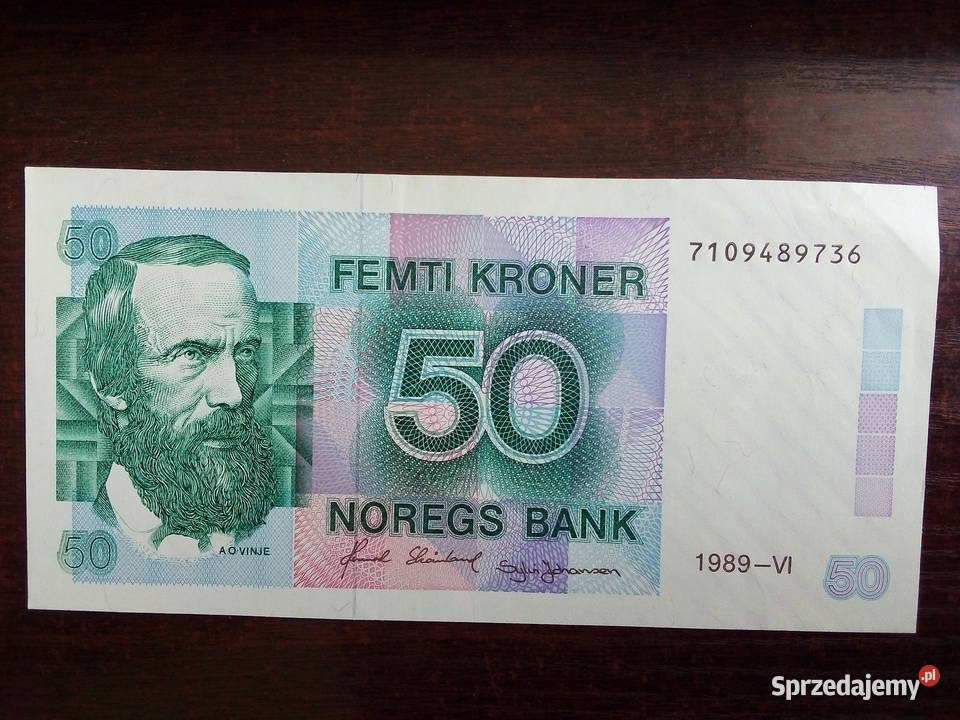 50
FEMTI KRONER
7109489736
50
NOREGS BANK
50
A O VINJE
1989–VI
50
Sprzedajemy.pl